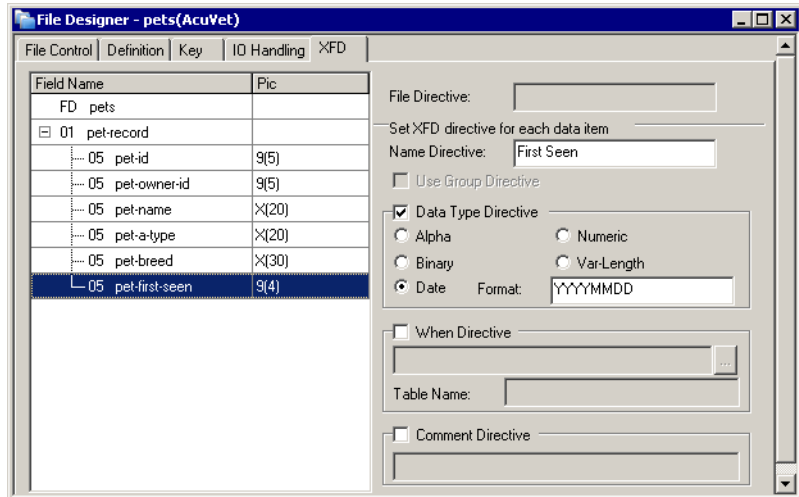 File Designer - pets(AcuVet)
File Control Definition Key IO Handling XFD
Field Name Pic
FD pets
01 pet-record
05 pet-id 9(5)
05 pet-owner-id 9(5)
05 pet-name X(20)
05 pet-a-type X(20)
05 pet-breed X(30)
05 pet-first-seen 9(4)
File Directive:
Set XFD directive for each data item
Name Directive: First Seen
Use Group Directive
Data Type Directive
Alpha Numeric
Binary Var-Length
Date Format: YYYYMMDD
When Directive
...
Table Name:
Comment Directive